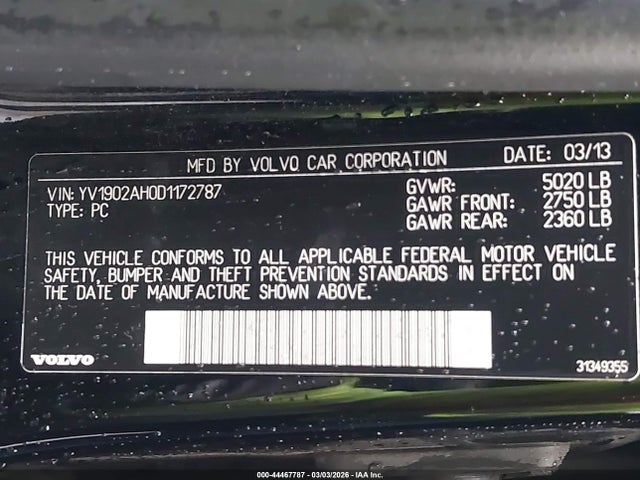 MFD BY VOLVO CAR CORPORATION DATE: 03/13
VIN: YV1902AH0D1172787 GVWR: 5020 LB
TYPE: PC GAWR FRONT: 2750 LB
GAWR REAR: 2360 LB
THIS VEHICLE CONFORMS TO ALL APPLICABLE FEDERAL MOTOR VEHICLE
SAFETY, BUMPER AND THEFT PREVENTION STANDARDS IN EFFECT ON
THE DATE OF MANUFACTURE SHOWN ABOVE.
VOLVO 31349355
000-44467787 - 03/03/2026 - IAA Inc.